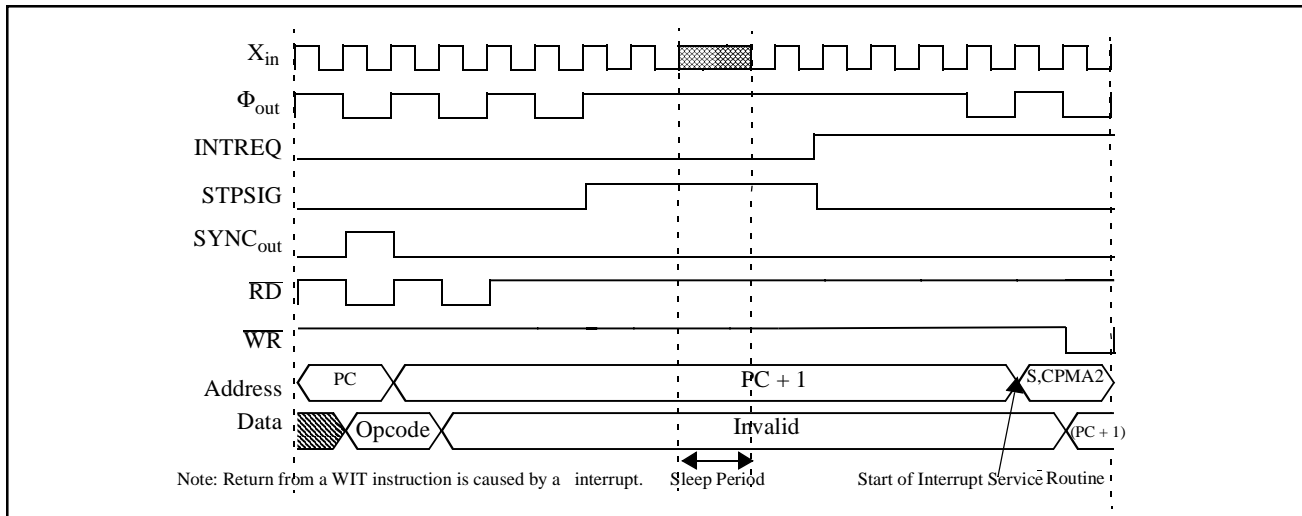 Xin
Φout
INTREQ
STPSIG
SYNCout
RD
WR
Address PC PC + 1 S,CPMA2
Data Opcode Invalid (PC + 1)
Note: Return from a WIT instruction is caused by a interrupt. Sleep Period Start of Interrupt Service Routine